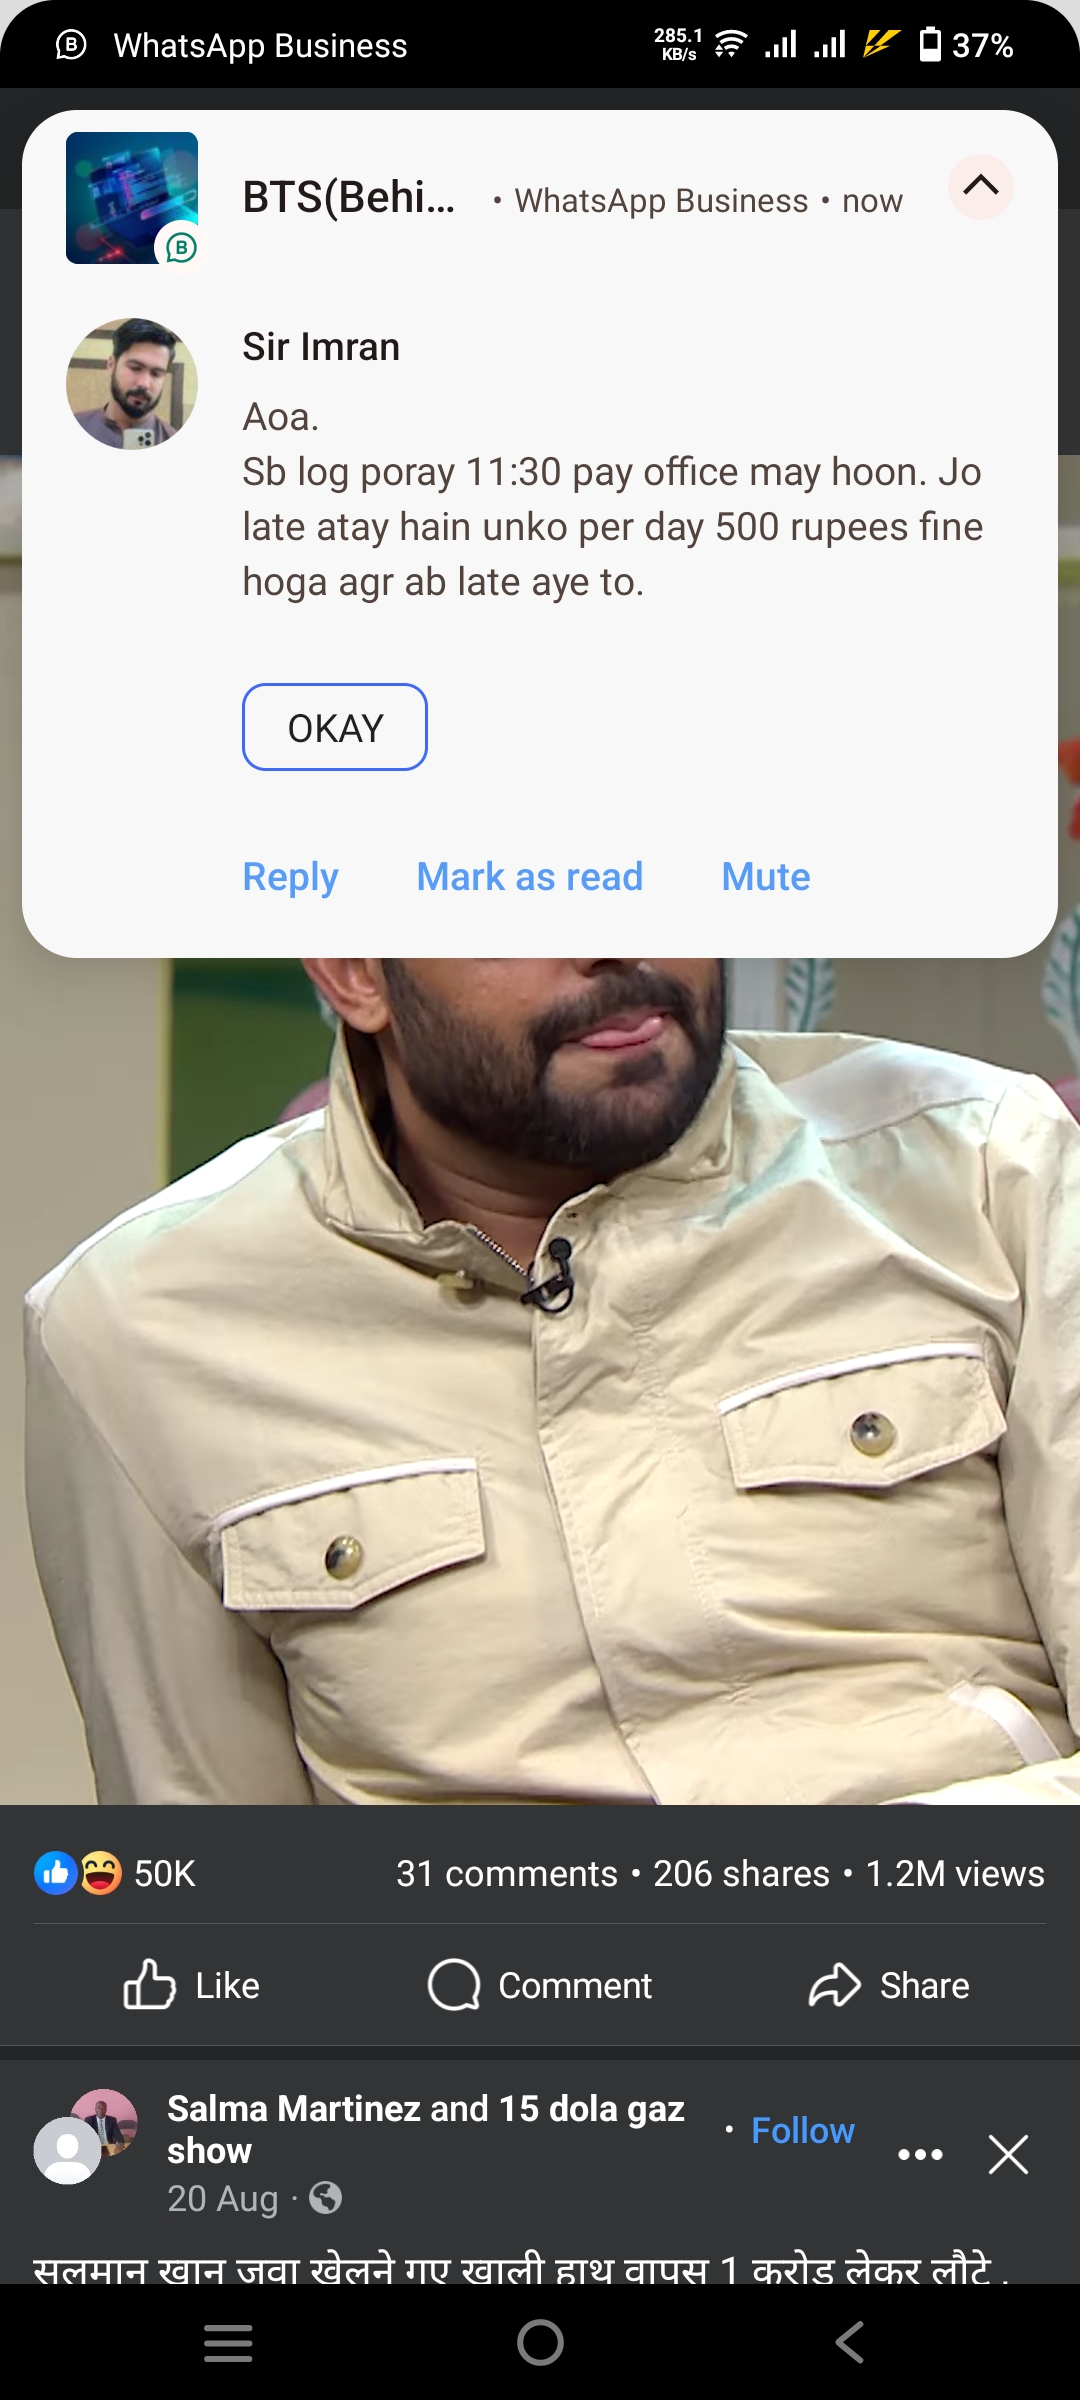 WhatsApp Business 285.1 KB/s 37%
BTS(Behi... • WhatsApp Business • now
Sir Imran
Aoa.
Sb log poray 11:30 pay office may hoon. Jo
late atay hain unko per day 500 rupees fine
hoga agr ab late aye to.
OKAY
Reply Mark as read Mute
50K 31 comments • 206 shares • 1.2M views
Like Comment Share
Salma Martinez and 15 dola gaz
show • Follow
20 Aug ·
सलमान खान जुवा खेलने गए खाली हाथ वापस 1 करोड़ लेकर लौटे .